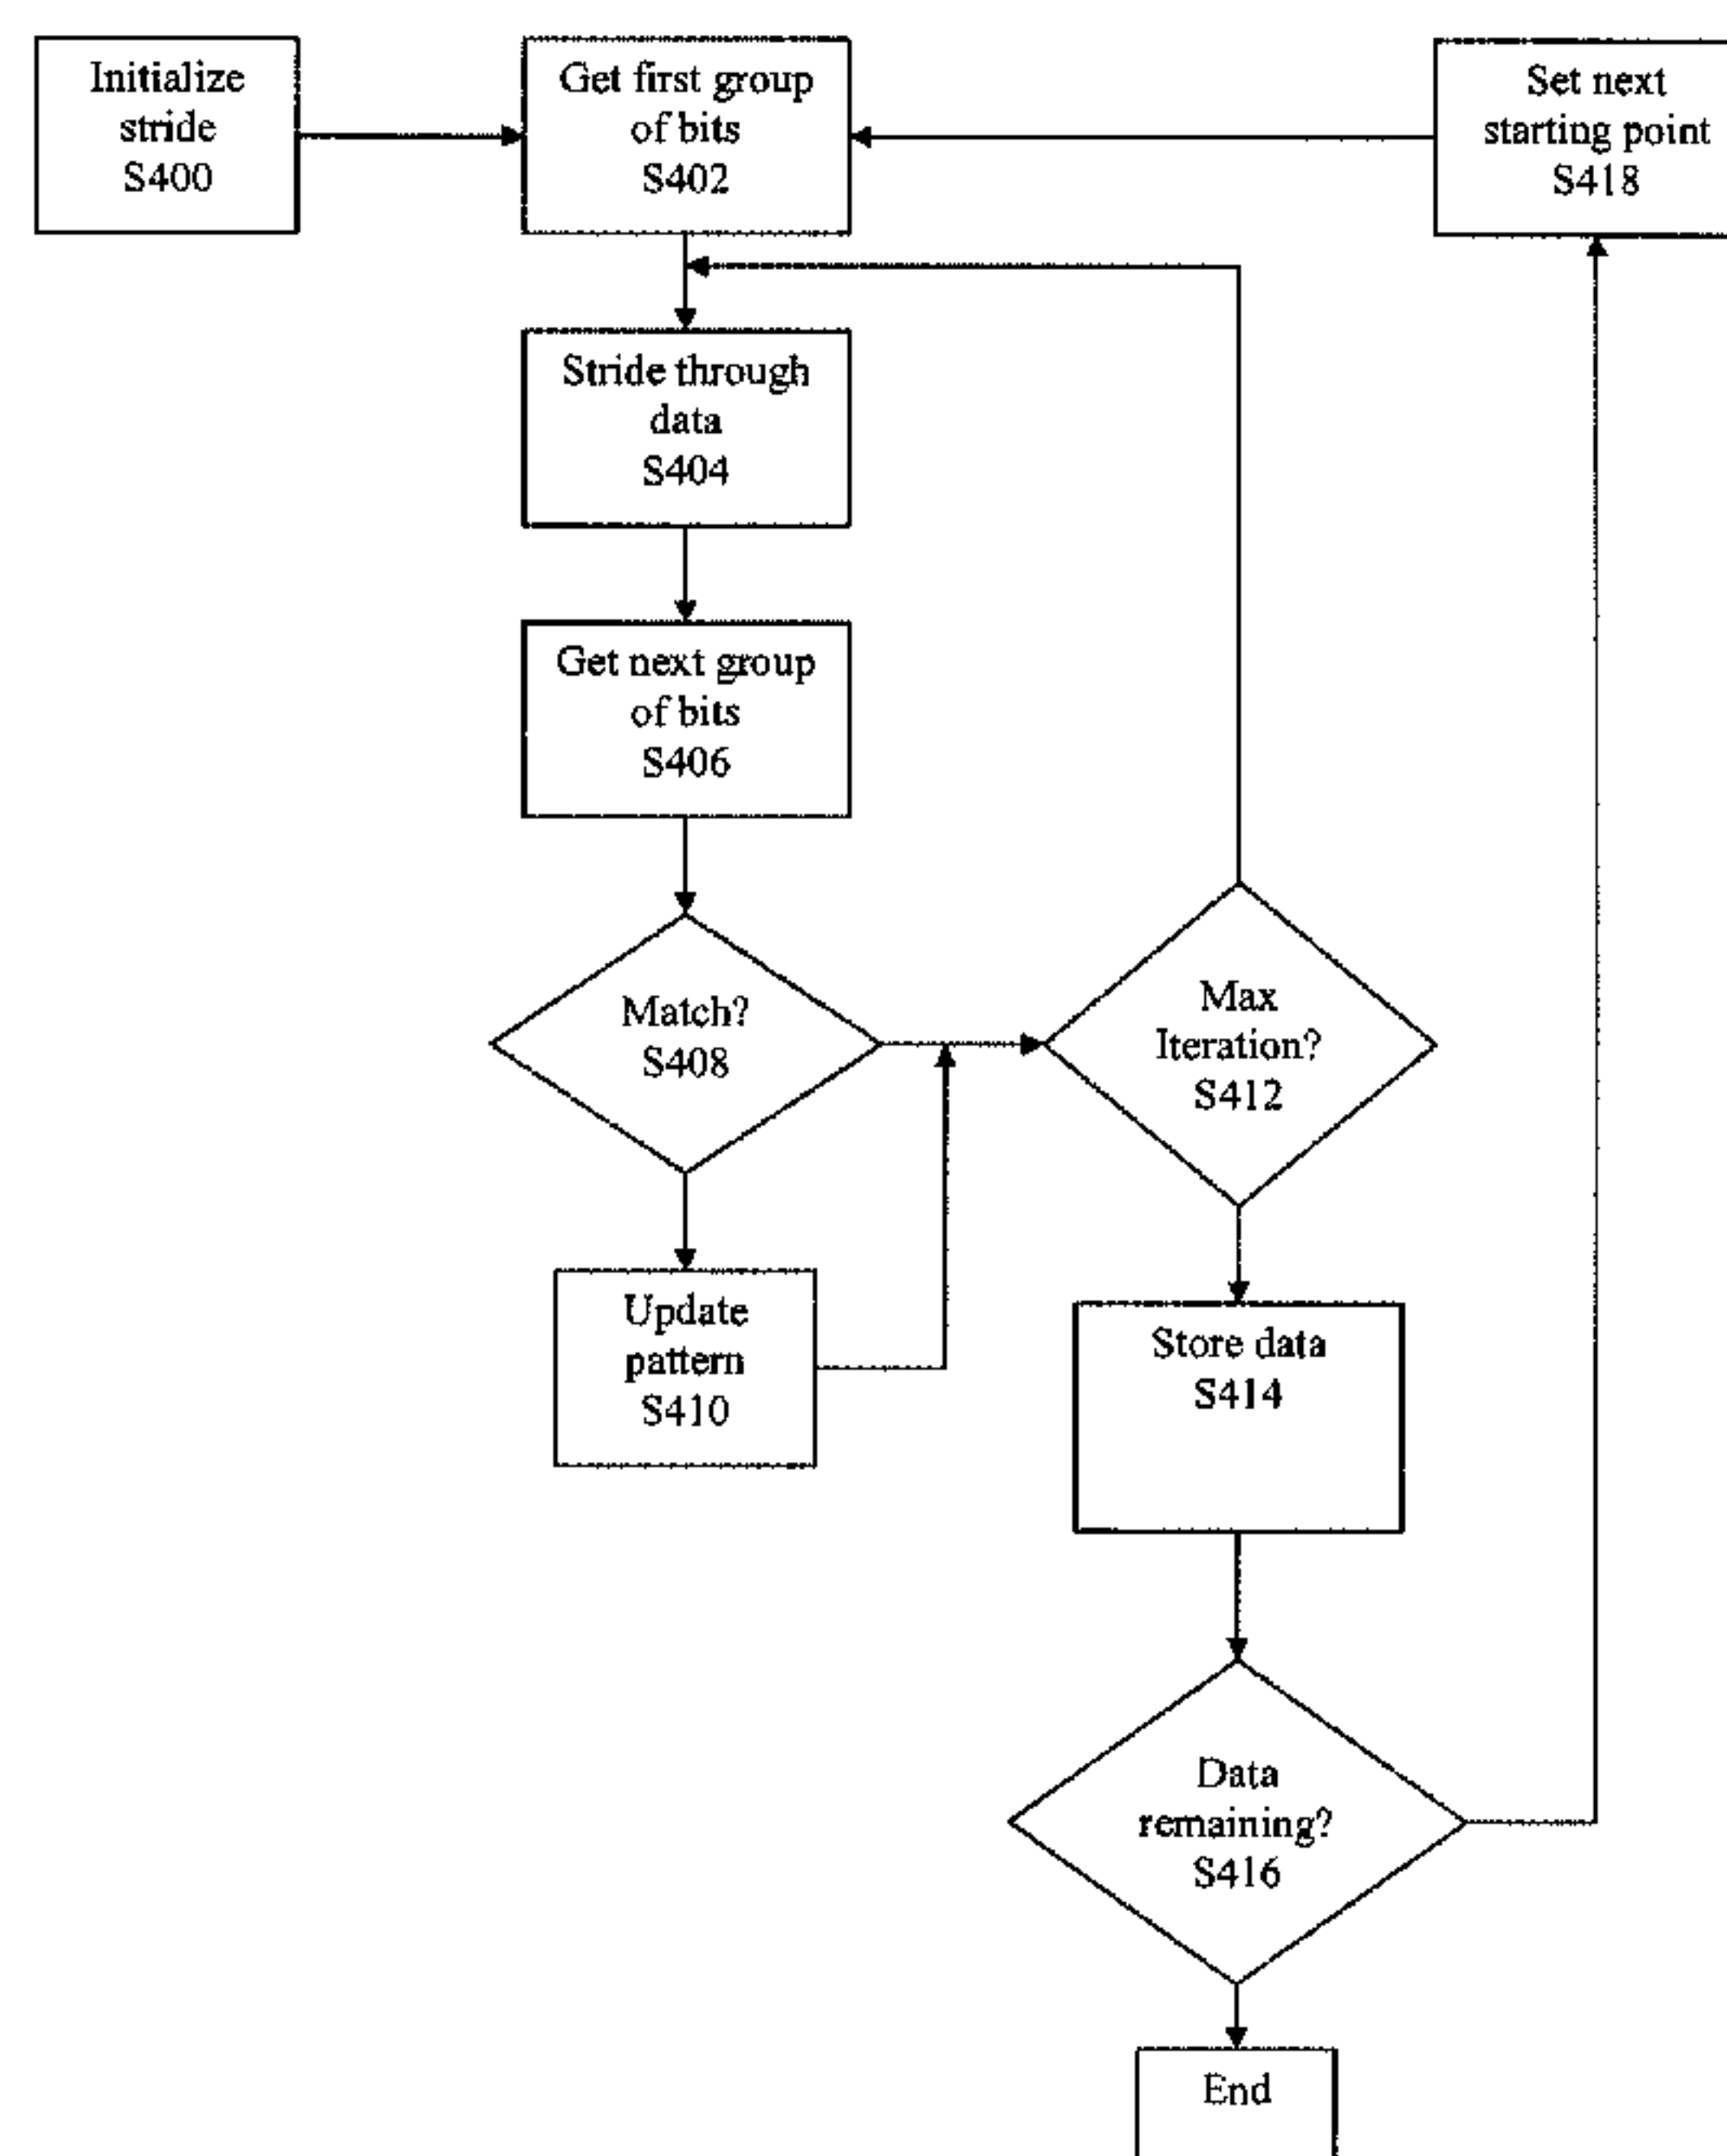 Initialize
stride
S400
Get first group
of bits
S402
Set next
starting point
S418
Stride through
data
S404
Get next group
of bits
S406
Match?
S408
Max
Iteration?
S412
Update
pattern
S410
Store data
S414
Data
remaining?
S416
End